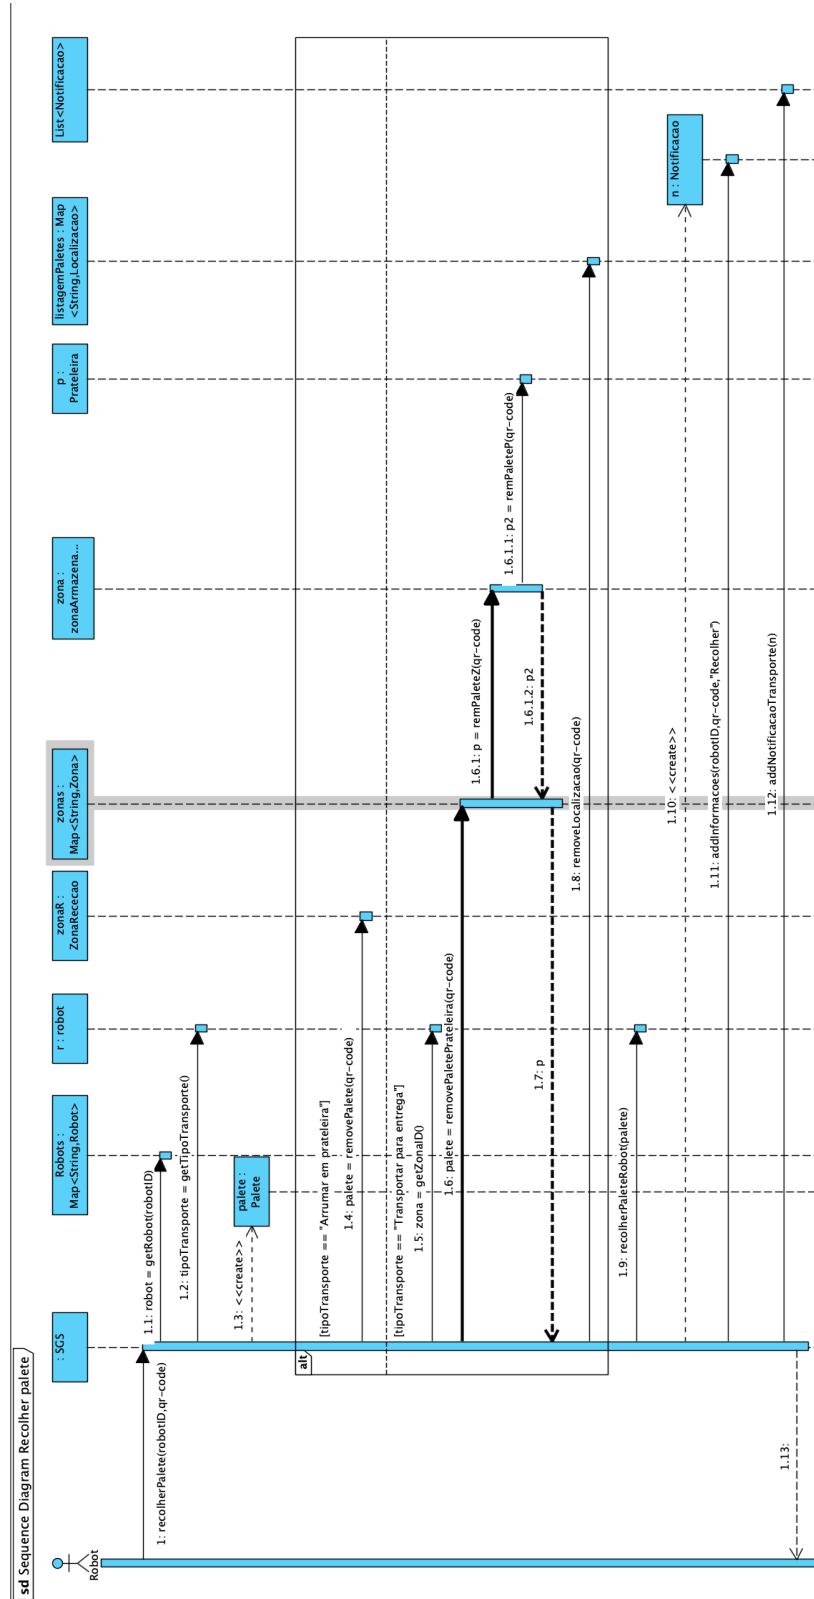 sd Sequence Diagram Recolher palete
Robot
: SGS
Robots :
Map<String,Robot>
r : robot
zonaR :
ZonaRececao
zonas :
Map<String,Zona>
zona :
zonaArmazena...
p :
Prateleira
listagemPaletes : Map
<String,Localizacao>
List<Notificacao>
1: recolherPalete(robotID,qr-code)
1.1: robot = getRobot(robotID)
1.2: tipoTransporte = getTipoTransporte()
1.3: <<create>>
palete :
Palete
alt
[tipoTransporte == "Arrumar em prateleira"]
1.4: palete = removePalete(qr-code)
[tipoTransporte == "Transportar para entrega"]
1.5: zona = getZonaID()
1.6: palete = removePaletePrateleira(qr-code)
1.6.1: p = remPaleteZ(qr-code)
1.6.1.1: p2 = remPaleteP(qr-code)
1.6.1.2: p2
1.7: p
1.8: removeLocalizacao(qr-code)
1.9: recolherPaleteRobot(palete)
1.10: <<create>>
n : Notificacao
1.11: addInformacoes(robotID,qr-code,"Recolher")
1.12: addNotificacaoTransporte(n)
1.13: